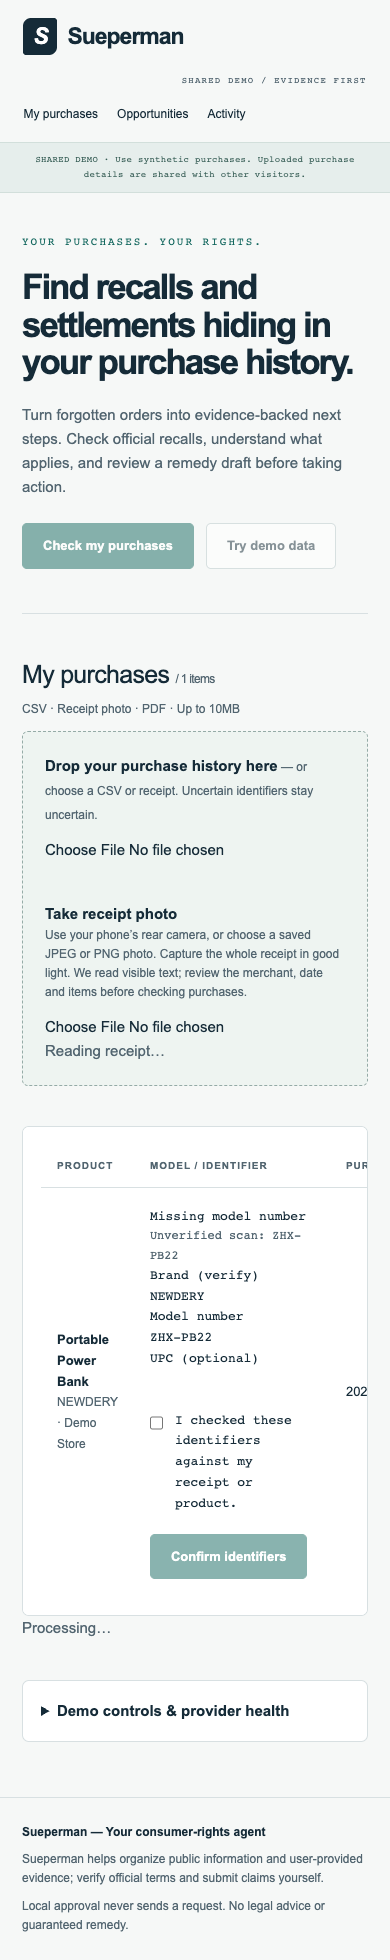 S Sueperman
SHARED DEMO / EVIDENCE FIRST
My purchases Opportunities Activity
SHARED DEMO · Use synthetic purchases. Uploaded purchase
details are shared with other visitors.
YOUR PURCHASES. YOUR RIGHTS.
Find recalls and
settlements hiding in
your purchase history.
Turn forgotten orders into evidence-backed next
steps. Check official recalls, understand what
applies, and review a remedy draft before taking
action.
Check my purchases Try demo data
My purchases / 1 items
CSV · Receipt photo · PDF · Up to 10MB
Drop your purchase history here — or
choose a CSV or receipt. Uncertain identifiers stay
uncertain.
Choose File No file chosen
Take receipt photo
Use your phone's rear camera, or choose a saved
JPEG or PNG photo. Capture the whole receipt in good
light. We read visible text; review the merchant, date
and items before checking purchases.
Choose File No file chosen
Reading receipt...
PRODUCT MODEL / IDENTIFIER PUR
Portable
Power
Bank
NEWDERY
· Demo
Store
Missing model number
Unverified scan: ZHX-
PB22
Brand (verify)
NEWDERY
Model number
ZHX-PB22
UPC (optional)
I checked these
identifiers
against my
receipt or
product.
Confirm identifiers
202
Processing...
Demo controls & provider health
Sueperman — Your consumer-rights agent
Sueperman helps organize public information and user-provided
evidence; verify official terms and submit claims yourself.
Local approval never sends a request. No legal advice or
guaranteed remedy.